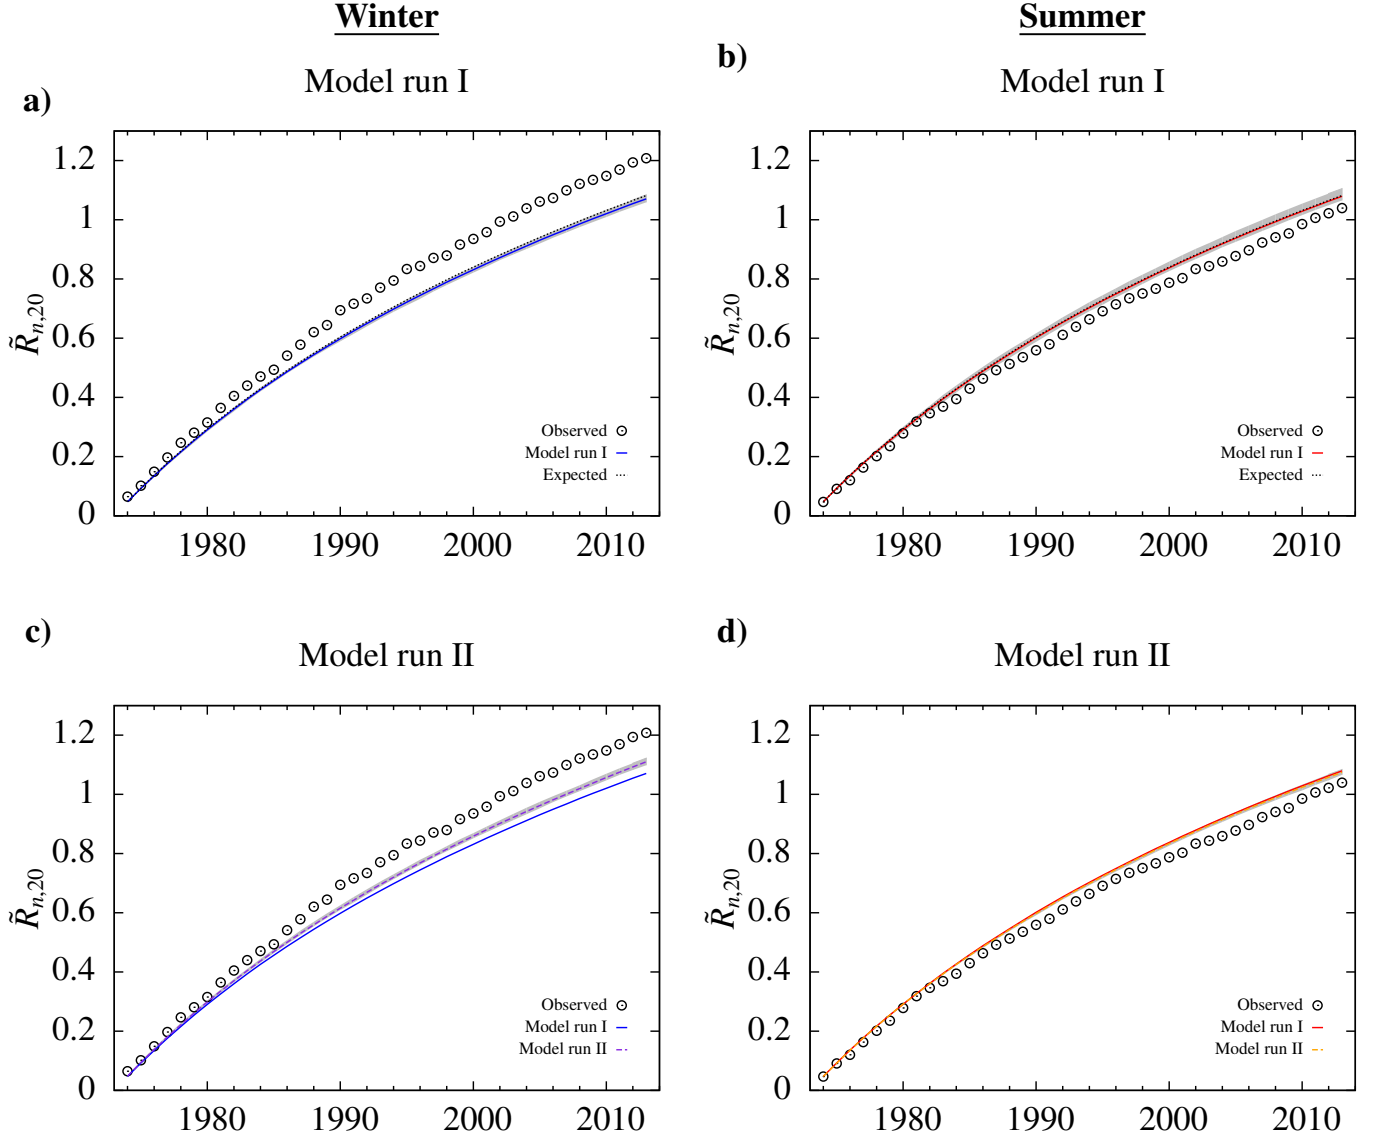 Winter
Summer
a)
Model run I
1.2
1
0.8
0.6
0.4
0.2
0
R̃n,20
Observed
Model run I
Expected
1980 1990 2000 2010
b)
Model run I
1.2
1
0.8
0.6
0.4
0.2
0
R̃n,20
Observed
Model run I
Expected
1980 1990 2000 2010
c)
Model run II
1.2
1
0.8
0.6
0.4
0.2
0
R̃n,20
Observed
Model run I
Model run II
1980 1990 2000 2010
d)
Model run II
1.2
1
0.8
0.6
0.4
0.2
0
R̃n,20
Observed
Model run I
Model run II
1980 1990 2000 2010